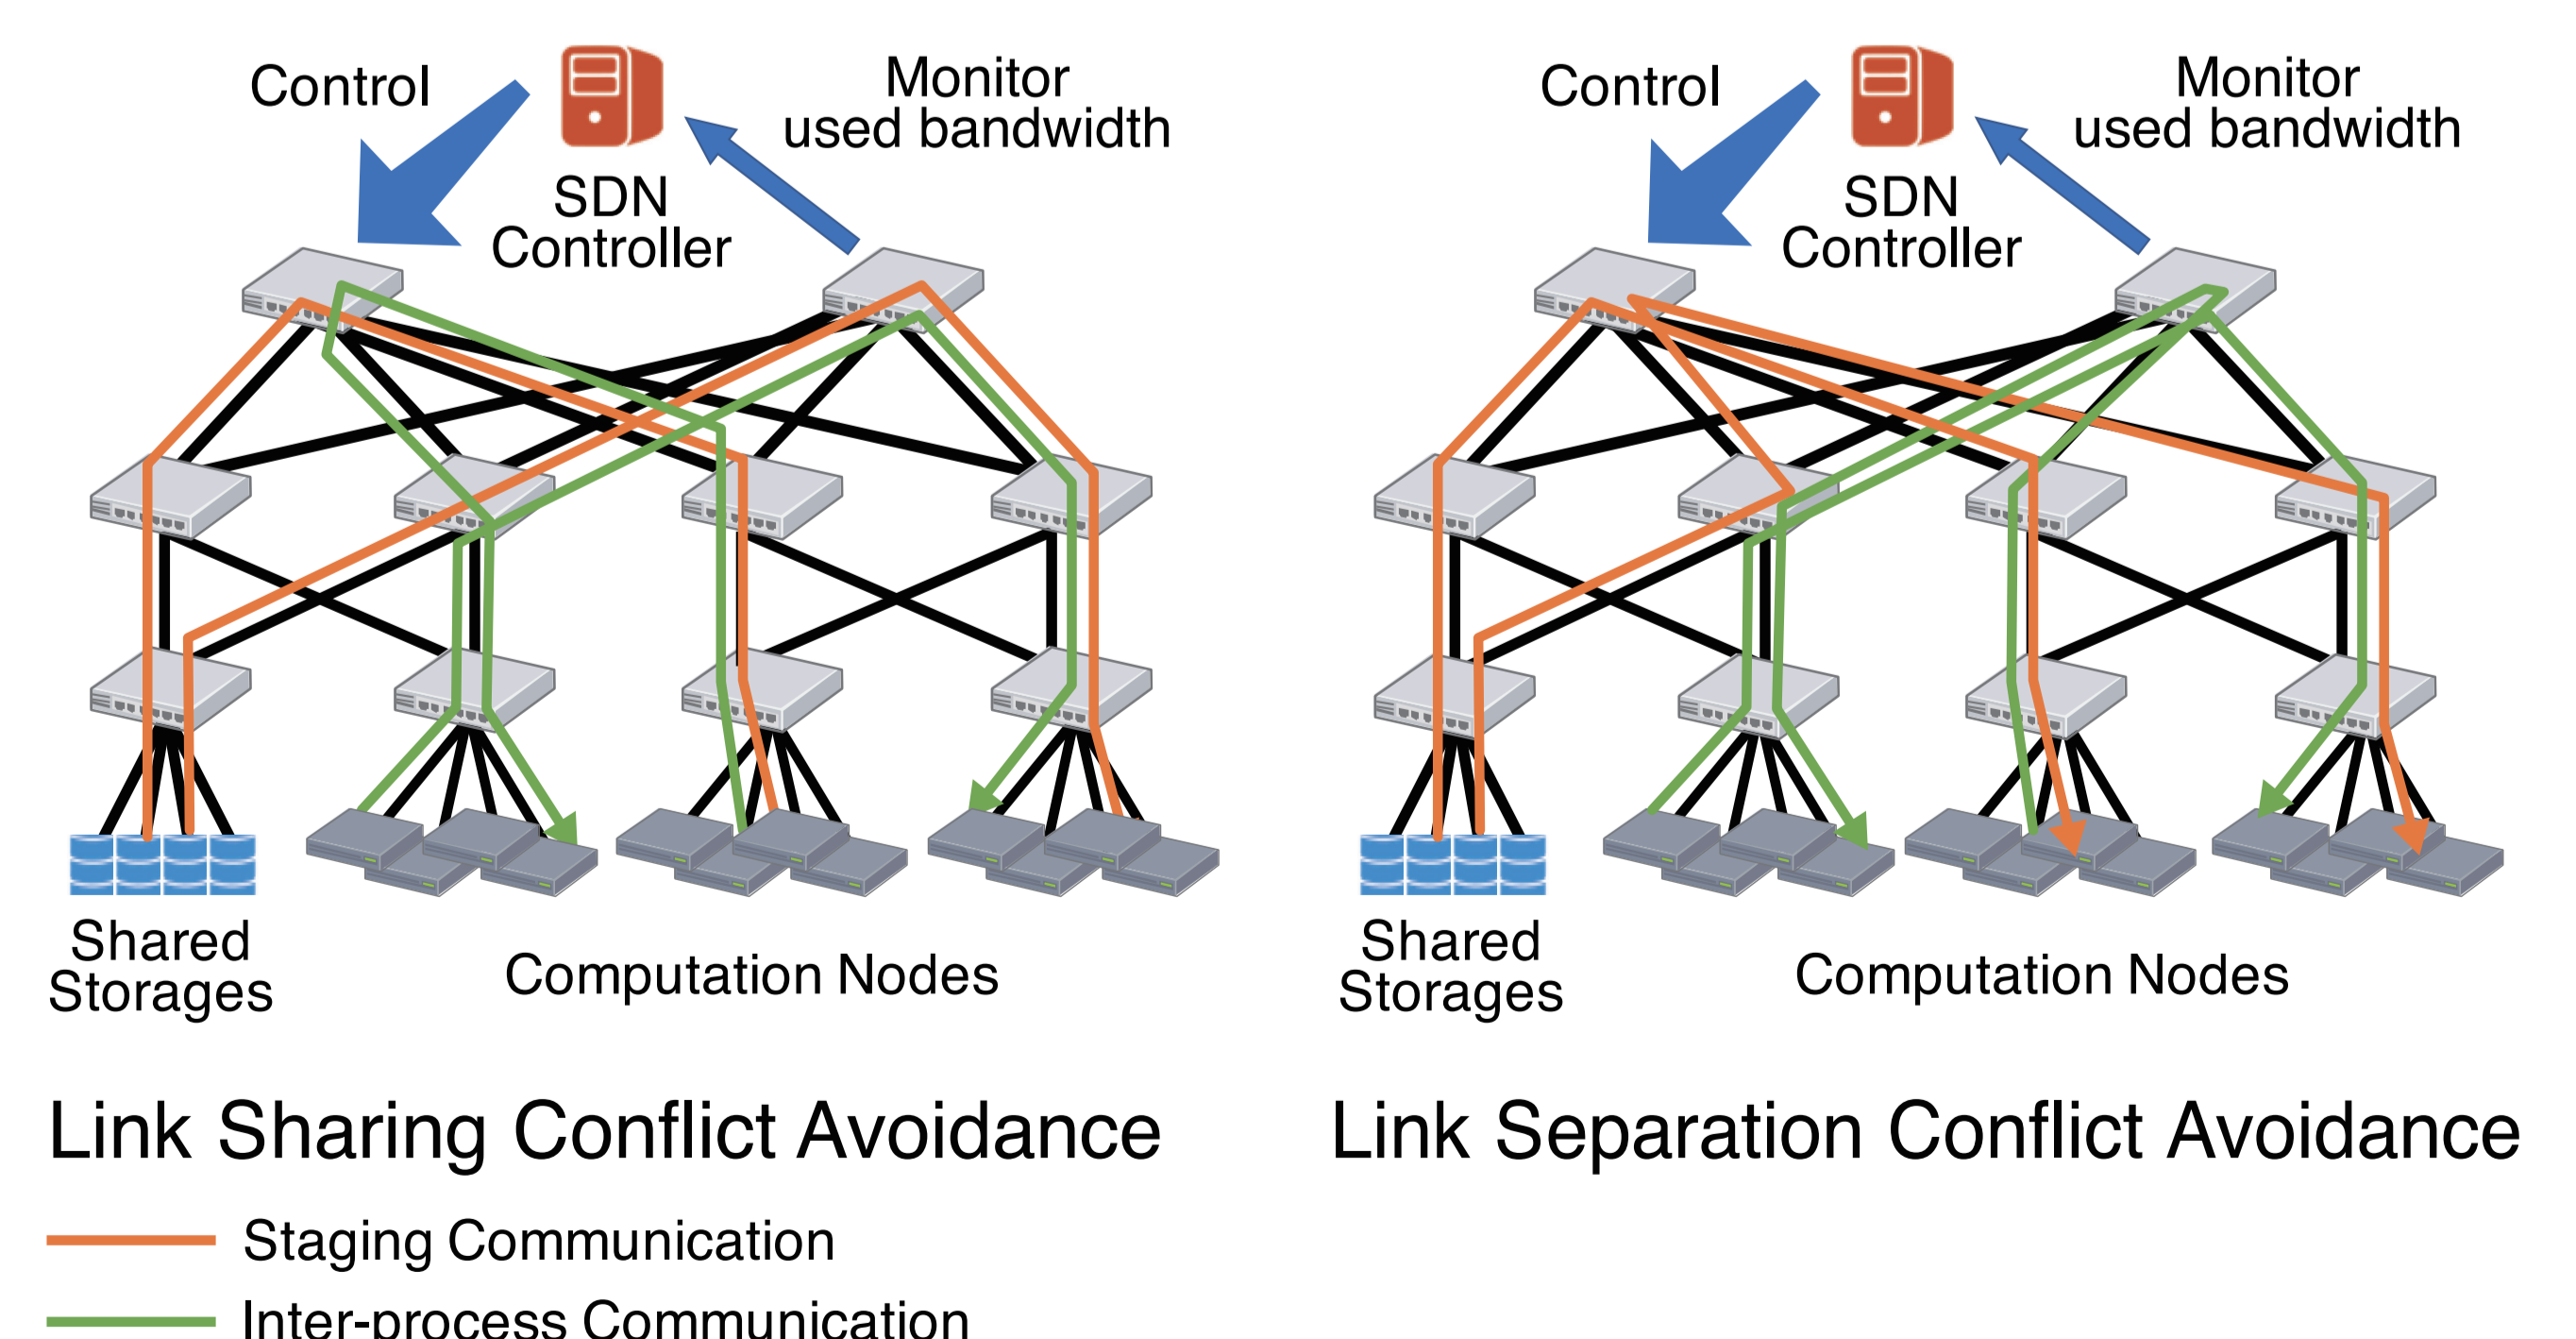 Control
Monitor
used bandwidth
SDN
Controller
Shared
Storages
Computation Nodes
Link Sharing Conflict Avoidance
Control
Monitor
used bandwidth
SDN
Controller
Shared
Storages
Computation Nodes
Link Separation Conflict Avoidance
Staging Communication
Inter-process Communication